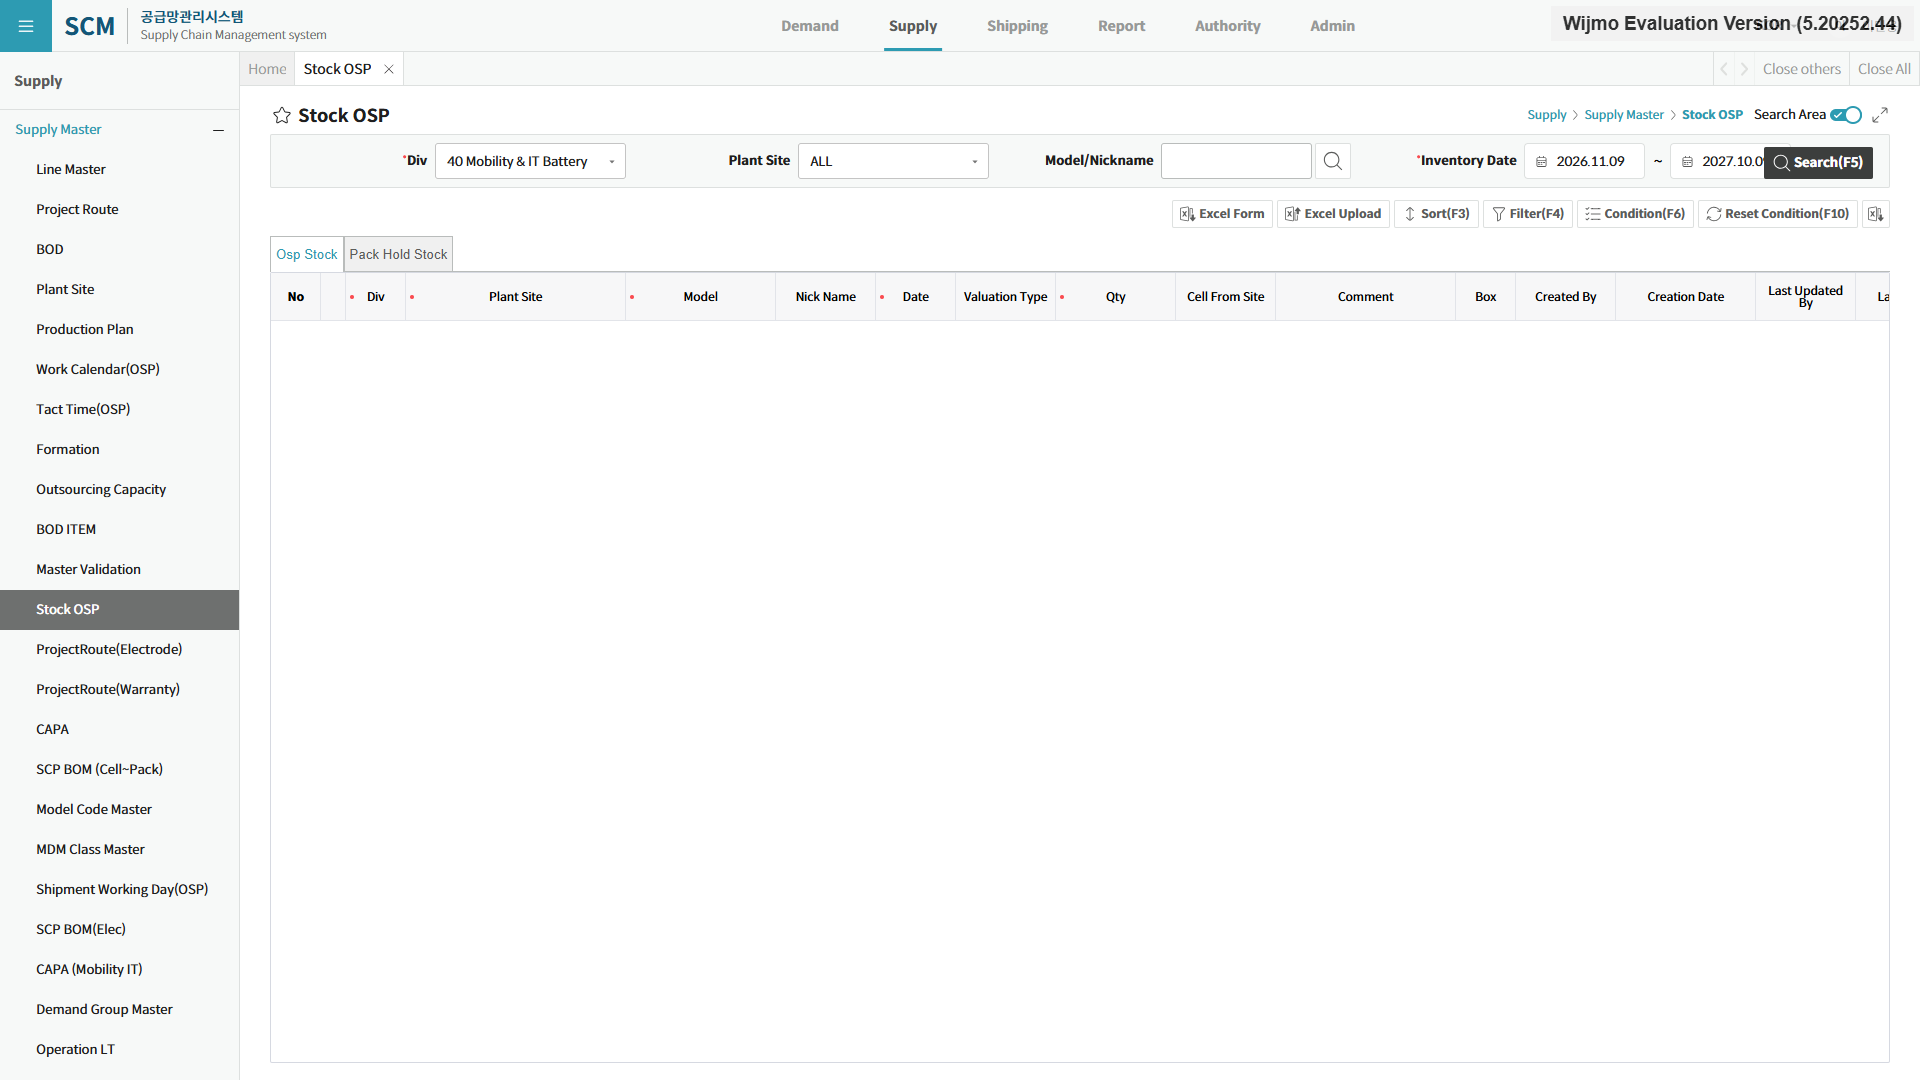 SCM
공급망관리시스템
Supply Chain Management system
Demand
Supply
Shipping
Report
Authority
Admin
Wijmo Evaluation Version (5.20252.44)
Supply
Home
Stock OSP
Close others
Close All
Supply Master
Line Master
Project Route
BOD
Plant Site
Production Plan
Work Calendar(OSP)
Tact Time(OSP)
Formation
Outsourcing Capacity
BOD ITEM
Master Validation
Stock OSP
ProjectRoute(Electrode)
ProjectRoute(Warranty)
CAPA
SCP BOM (Cell~Pack)
Model Code Master
MDM Class Master
Shipment Working Day(OSP)
SCP BOM(Elec)
CAPA (Mobility IT)
Demand Group Master
Operation LT
Stock OSP
Supply > Supply Master > Stock OSP
Search Area
*Div
40 Mobility & IT Battery
Plant Site
ALL
Model/Nickname
*Inventory Date
2026.11.09
~
2027.10.09
Search(F5)
Excel Form
Excel Upload
Sort(F3)
Filter(F4)
Condition(F6)
Reset Condition(F10)
Osp Stock
Pack Hold Stock
No
Div
Plant Site
Model
Nick Name
Date
Valuation Type
Qty
Cell From Site
Comment
Box
Created By
Creation Date
Last Updated
By
La